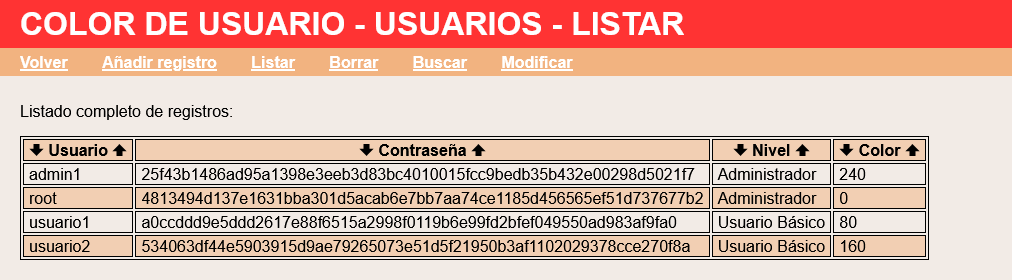 COLOR DE USUARIO - USUARIOS - LISTAR
Volver Añadir registro Listar Borrar Buscar Modificar
Listado completo de registros:
Usuario Contraseña Nivel Color
admin1 25f43b1486ad95a1398e3eeb3d83bc4010015fcc9bedb35b432e00298d5021f7 Administrador 240
root 4813494d137e1631bba301d5acab6e7bb7aa74ce1185d456565ef51d737677b2 Administrador 0
usuario1 a0ccddd9e5ddd2617e88f6515a2998f0119b6e99fd2bfef049550ad983af9fa0 Usuario Básico 80
usuario2 534063df44e5903915d9ae79265073e51d5f21950b3af1102029378cce270f8a Usuario Básico 160